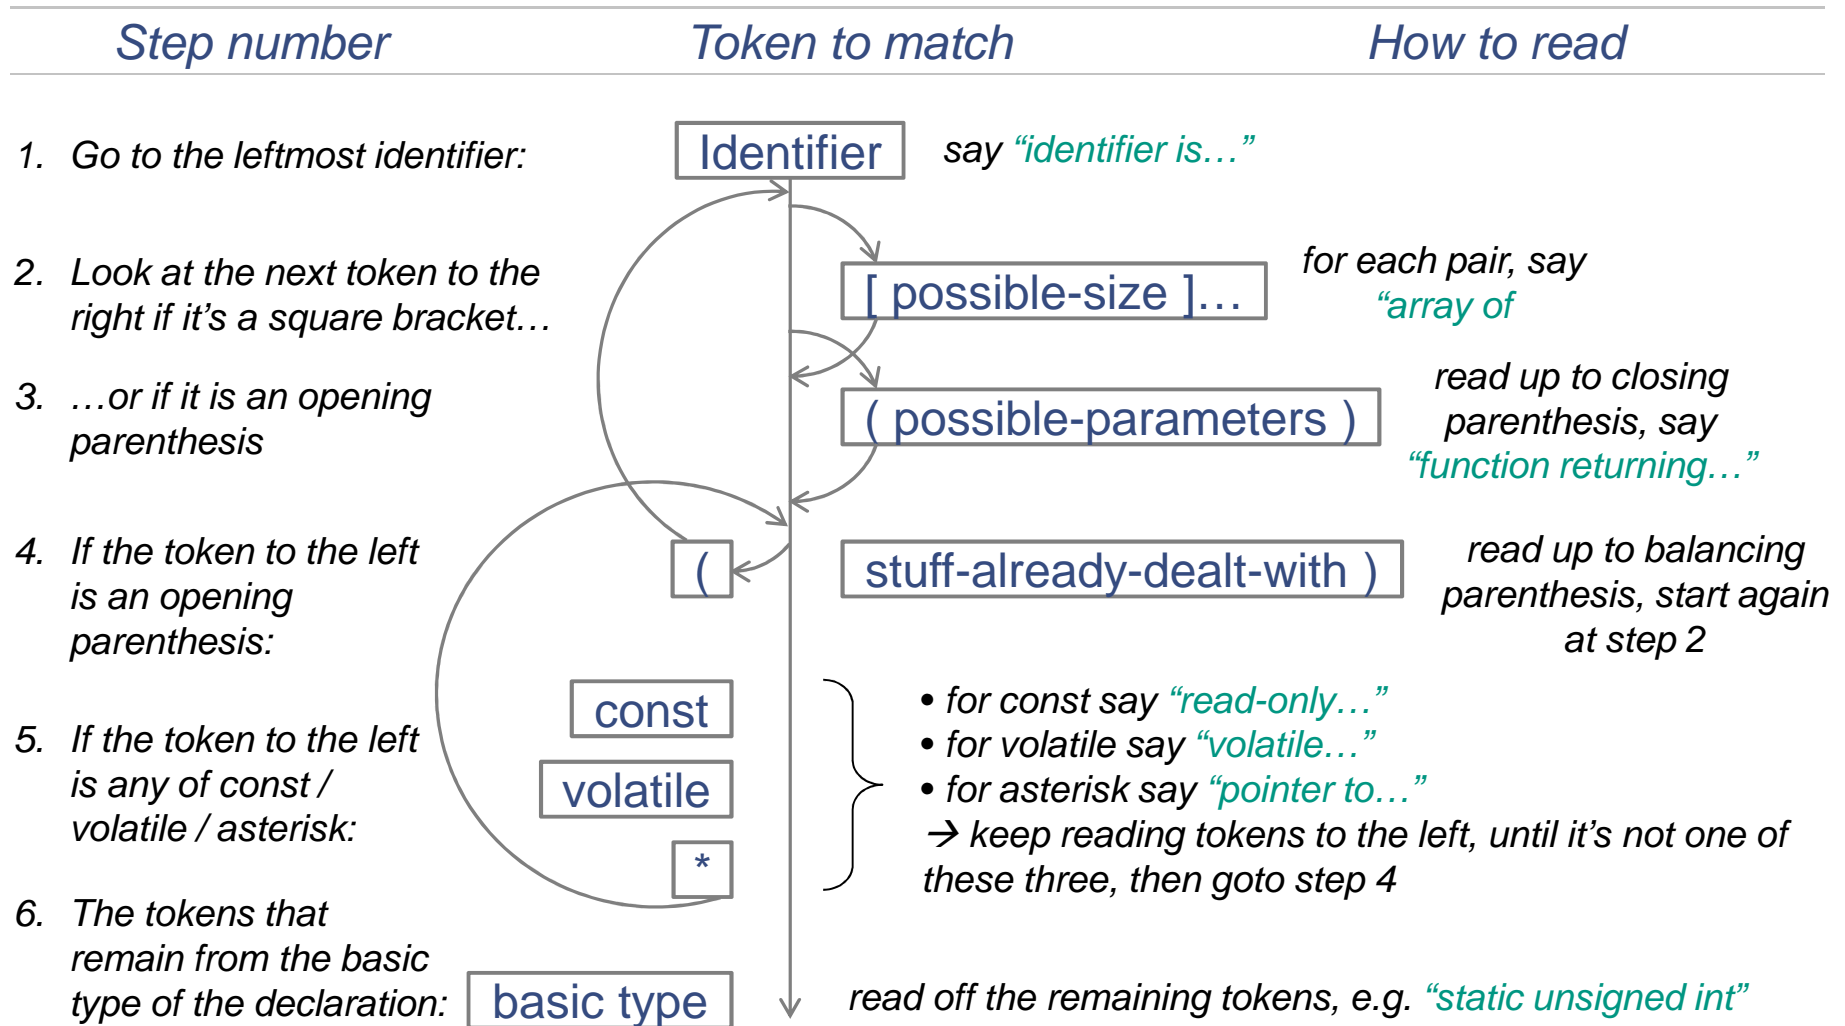 Step number
Token to match
How to read
1. Go to the leftmost identifier:
Identifier
say “identifier is…”
2. Look at the next token to the
right if it’s a square bracket…
[ possible-size ]…
for each pair, say
“array of
3. …or if it is an opening
parenthesis
( possible-parameters )
read up to closing
parenthesis, say
“function returning…”
4. If the token to the left
is an opening
parenthesis:
(
stuff-already-dealt-with )
read up to balancing
parenthesis, start again
at step 2
5. If the token to the left
is any of const /
volatile / asterisk:
const
volatile
*
• for const say “read-only…”
• for volatile say “volatile…”
• for asterisk say “pointer to…”
→ keep reading tokens to the left, until it’s not one of
these three, then goto step 4
6. The tokens that
remain from the basic
type of the declaration:
basic type
read off the remaining tokens, e.g. “static unsigned int”